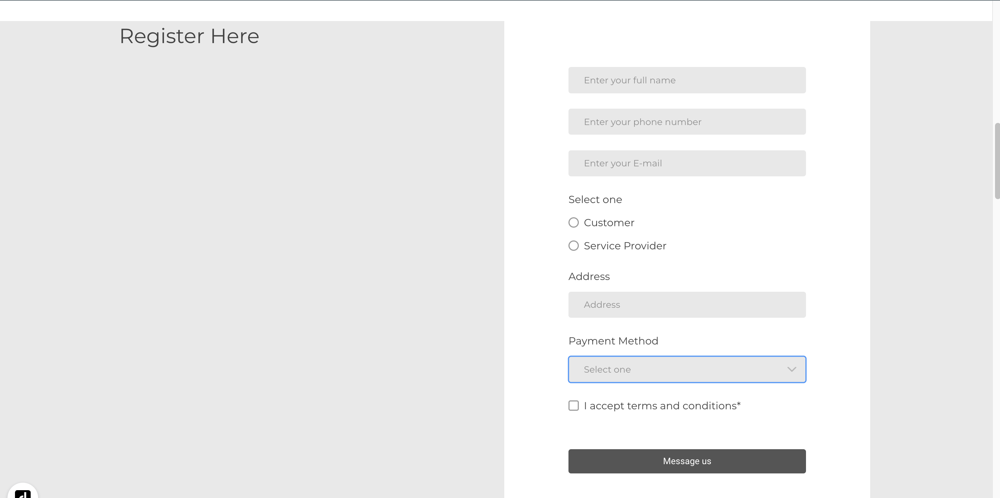 Register Here
Enter your full name
Enter your phone number
Enter your E-mail
Select one
Customer
Service Provider
Address
Address
Payment Method
Select one
I accept terms and conditions*
Message us